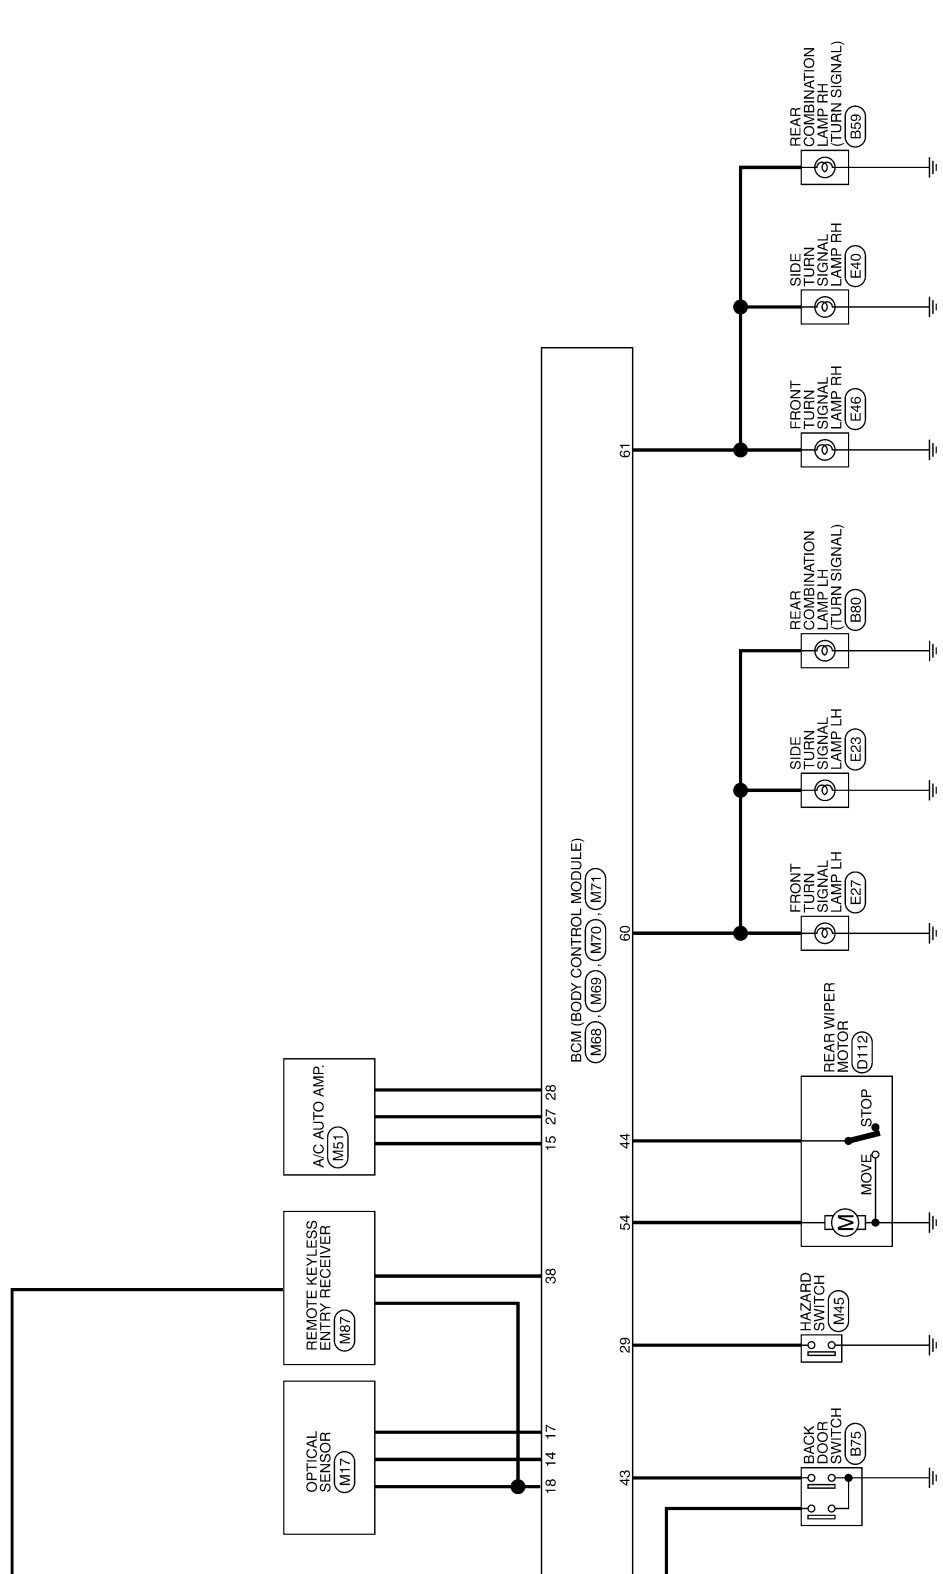 REAR
COMBINATION
LAMP RH
(TURN SIGNAL)
B59
SIDE
TURN
SIGNAL
LAMP RH
E40
FRONT
TURN
SIGNAL
LAMP RH
E46
61
REAR
COMBINATION
LAMP LH
(TURN SIGNAL)
B80
SIDE
TURN
SIGNAL
LAMP LH
E23
FRONT
TURN
SIGNAL
LAMP LH
E27
60
BCM (BODY CONTROL MODULE)
M68 , M69 , M70 , M71
REAR WIPER
MOTOR
D112
STOP
MOVE
M
44
54
A/C AUTO AMP.
M51
28
27
15
REMOTE KEYLESS
ENTRY RECEIVER
M87
38
HAZARD
SWITCH
M45
29
OPTICAL
SENSOR
M17
17
14
18
BACK
DOOR
SWITCH
B75
43